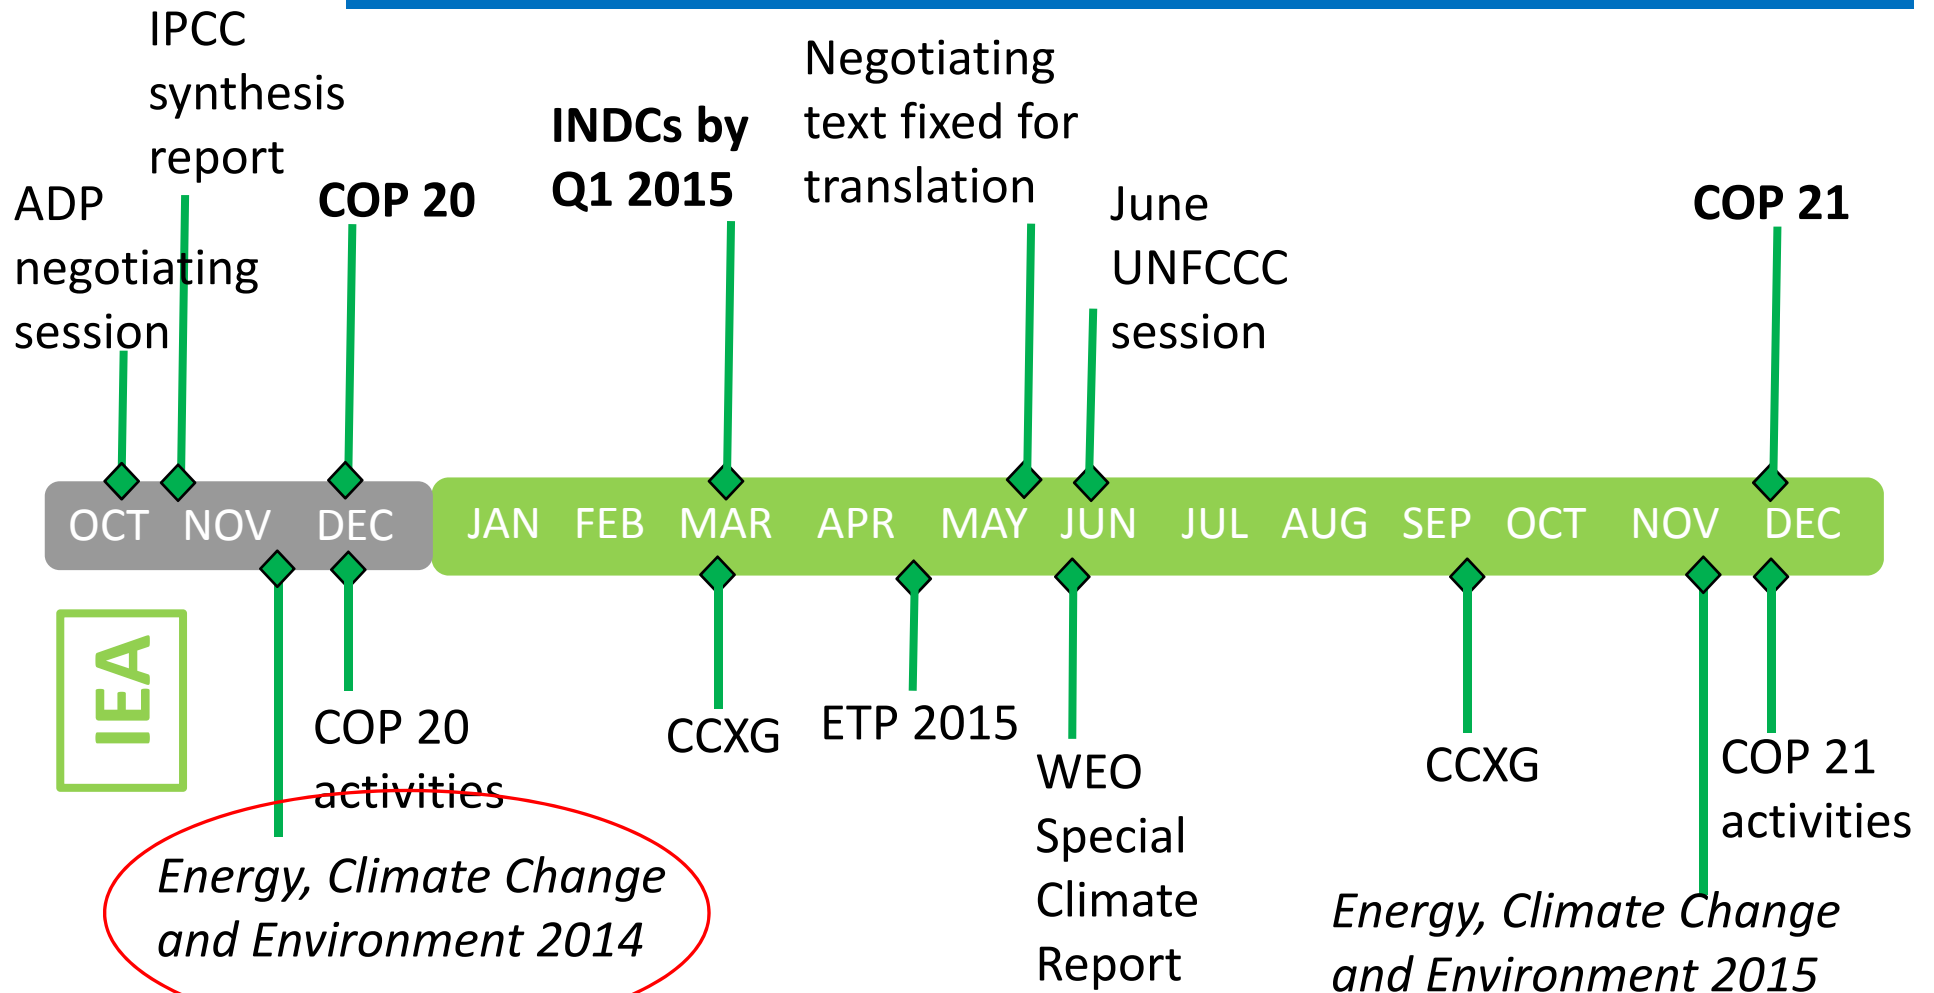 IPCC
synthesis
report
ADP
negotiating
session
COP 20
INDCs by
Q1 2015
Negotiating
text fixed for
translation
June
UNFCCC
session
COP 21
OCT NOV DEC JAN FEB MAR APR MAY JUN JUL AUG SEP OCT NOV DEC
IEA
COP 20
activities
Energy, Climate Change
and Environment 2014
CCXG
ETP 2015
WEO
Special
Climate
Report
CCXG
COP 21
activities
Energy, Climate Change
and Environment 2015